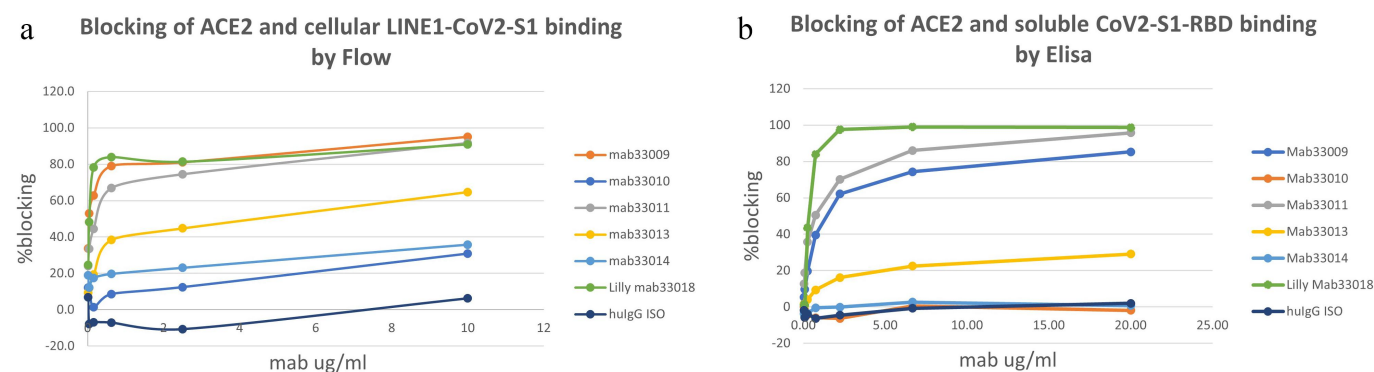 a
Blocking of ACE2 and cellular LINE1-CoV2-S1 binding
by Flow
%blocking
120.0
100.0
80.0
60.0
40.0
20.0
0.0
-20.0
0
2
4
6
8
10
12
mab ug/ml
mab33009
mab33010
mab33011
mab33013
mab33014
Lilly mab33018
huIgG ISO
b
Blocking of ACE2 and soluble CoV2-S1-RBD binding
by Elisa
%blocking
120
100
80
60
40
20
0
-20
0.00
5.00
10.00
15.00
20.00
25.00
mab ug/ml
Mab33009
Mab33010
Mab33011
Mab33013
Mab33014
Lilly Mab33018
huIgG ISO